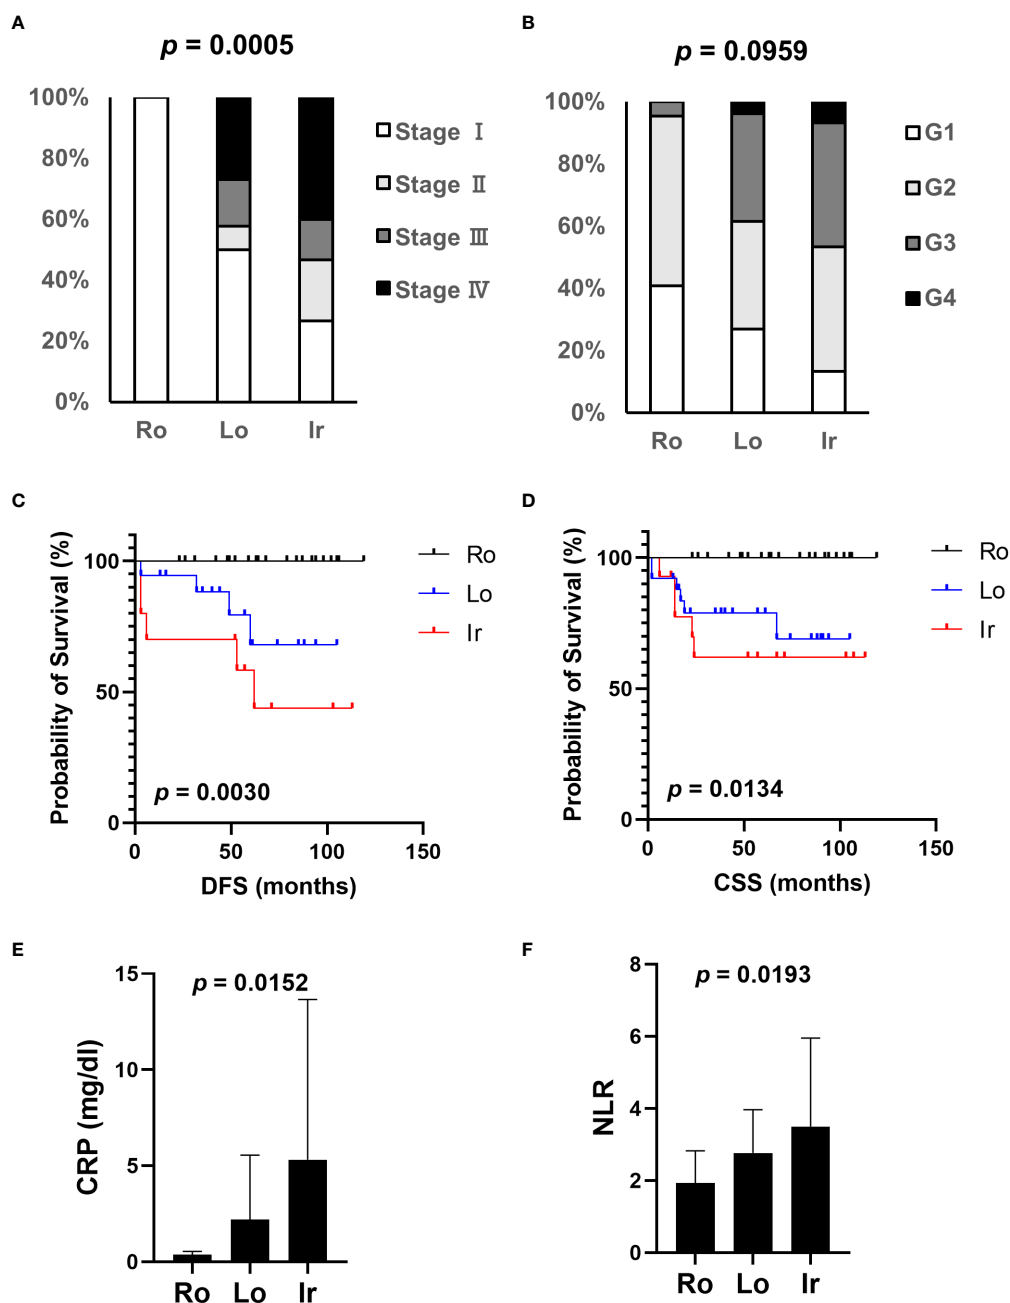 A
p = 0.0005
100%
80%
60%
40%
20%
0%
Ro Lo Ir
Stage Ⅰ
Stage Ⅱ
Stage Ⅲ
Stage Ⅳ
B
p = 0.0959
100%
80%
60%
40%
20%
0%
Ro Lo Ir
G1
G2
G3
G4
C
Probability of Survival (%)
100
50
0
0 50 100 150
DFS (months)
p = 0.0030
Ro
Lo
Ir
D
Probability of Survival (%)
100
50
0
0 50 100 150
CSS (months)
p = 0.0134
Ro
Lo
Ir
E
p = 0.0152
CRP (mg/dl)
15
10
5
0
Ro Lo Ir
F
p = 0.0193
NLR
8
6
4
2
0
Ro Lo Ir